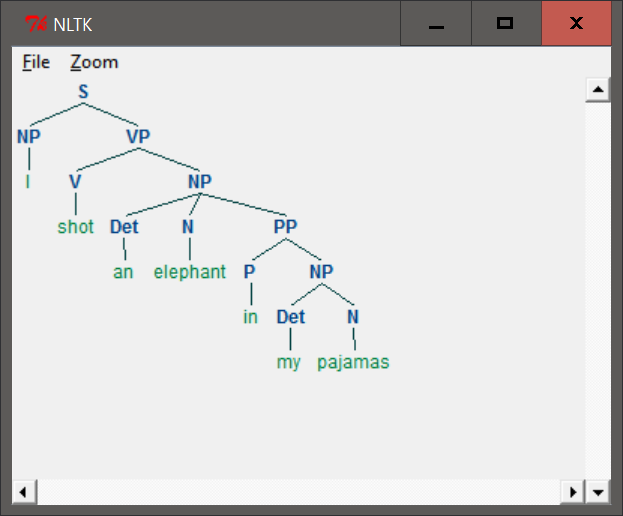 NLTK
File Zoom
S
NP VP
I V NP
shot Det N PP
an elephant P NP
in Det N
my pajamas